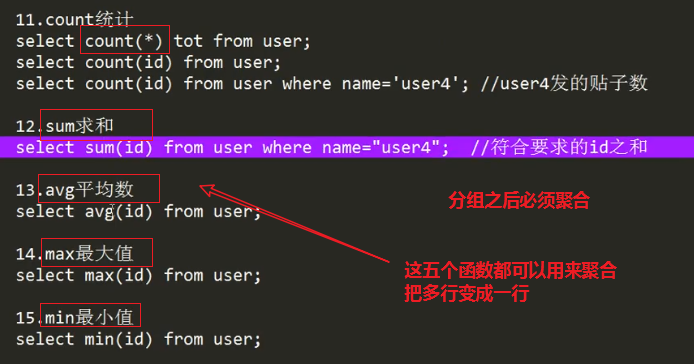 11.count统计
select count(*) tot from user;
select count(id) from user;
select count(id) from user where name='user4'; //user4发的贴子数
12.sum求和
select sum(id) from user where name="user4";  //符合要求的id之和
13.avg平均数
select avg(id) from user;
分组之后必须聚合
14.max最大值
select max(id) from user;
这五个函数都可以用来聚合
把多行变成一行
15.min最小值
select min(id) from user;